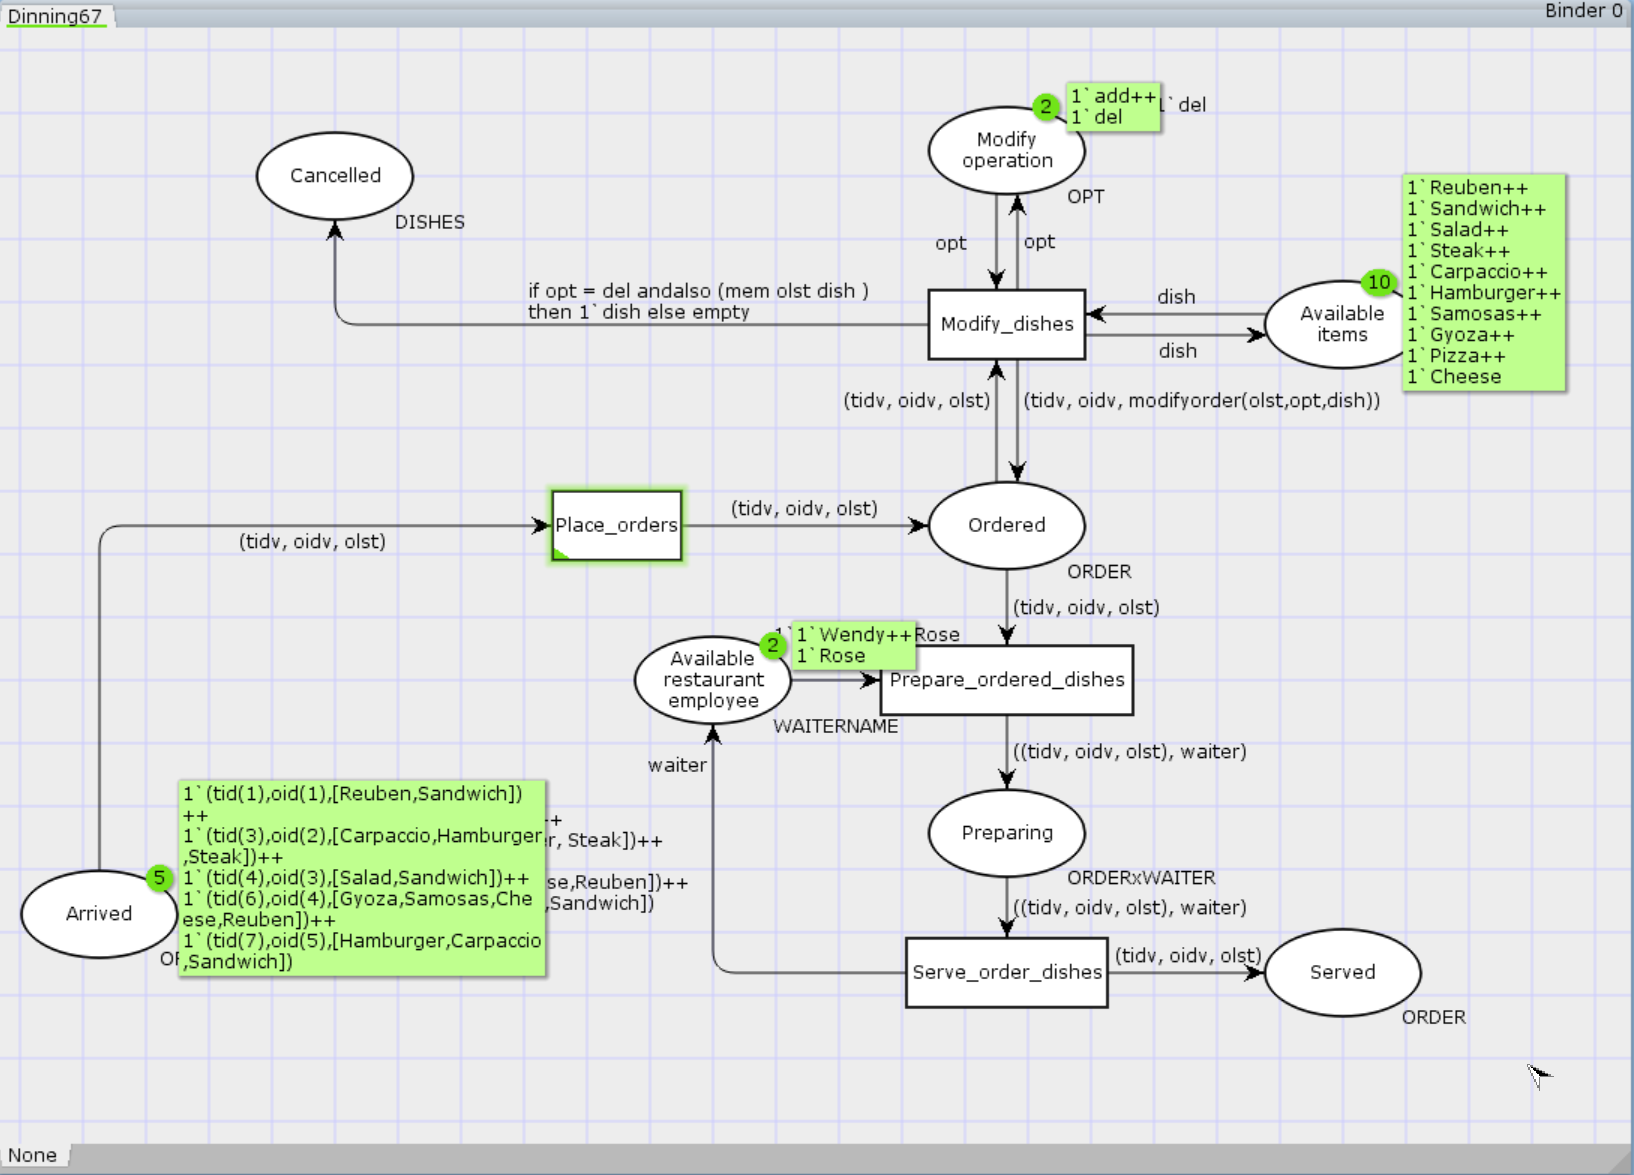 Dinning67
Binder 0
1`add++
1`del
1`del
Modify
operation
OPT
Cancelled
DISHES
1`Reuben++
1`Sandwich++
1`Salad++
1`Steak++
1`Carpaccio++
1`Hamburger++
1`Samosas++
1`Gyoza++
1`Pizza++
1`Cheese
2
10
opt
opt
if opt = del andalso (mem olst dish )
then 1`dish else empty
Modify_dishes
dish
dish
Available
items
(tidv, oidv, olst)
(tidv, oidv, modifyorder(olst,opt,dish))
Place_orders
(tidv, oidv, olst)
(tidv, oidv, olst)
Ordered
ORDER
(tidv, oidv, olst)
2
1`Wendy++
1`Rose
Rose
Available
restaurant
employee
WAITERNAME
Prepare_ordered_dishes
waiter
((tidv, oidv, olst), waiter)
Preparing
ORDERxWAITER
((tidv, oidv, olst), waiter)
5
1`(tid(1),oid(1),[Reuben,Sandwich])
++
1`(tid(3),oid(2),[Carpaccio,Hamburger
,Steak])++
1`(tid(4),oid(3),[Salad,Sandwich])++
1`(tid(6),oid(4),[Gyoza,Samosas,Che
ese,Reuben])++
1`(tid(7),oid(5),[Hamburger,Carpaccio
,Sandwich])
++
r, Steak])++
se,Reuben])++
,Sandwich])
Arrived
Serve_order_dishes
(tidv, oidv, olst)
Served
ORDER
None